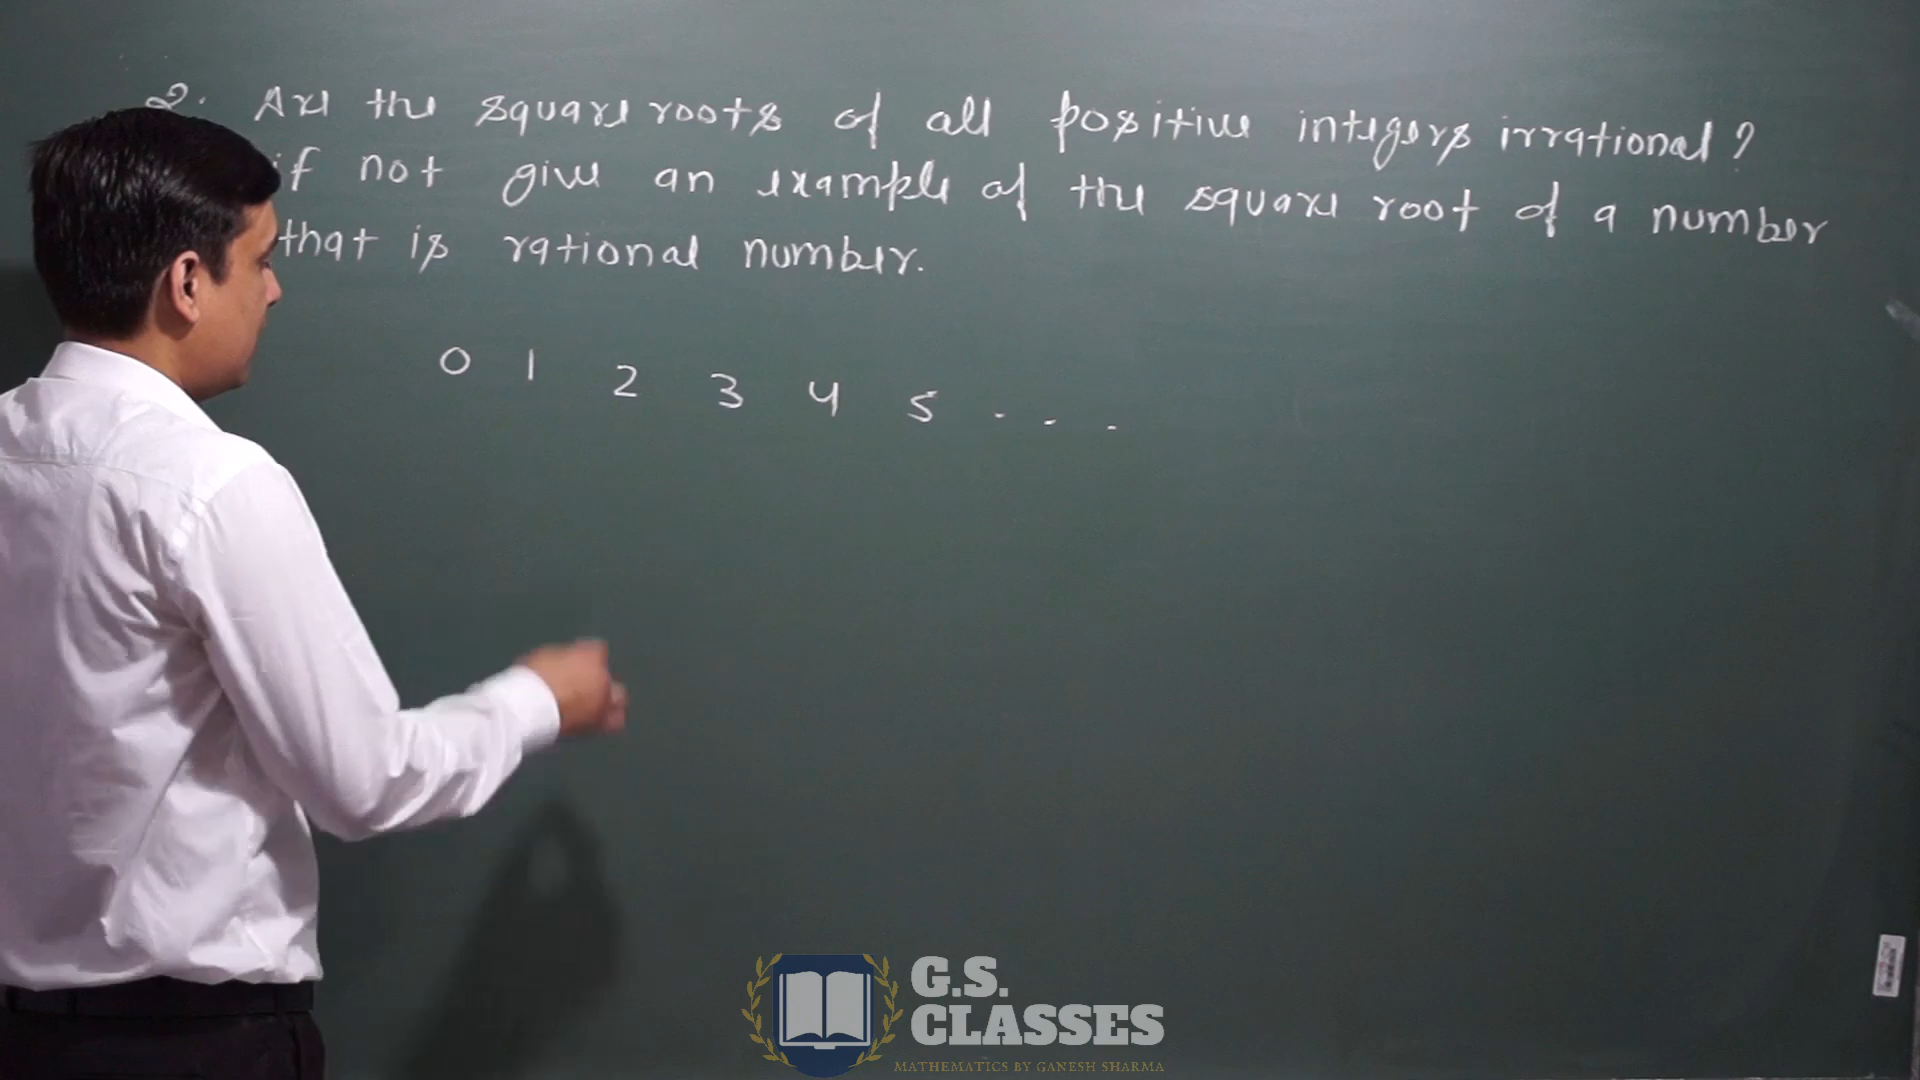 2. Are the square roots of all positive integers irrational?
if not give an example of the square root of a number
that is rational number.
0 1 2 3 4 5 . . .
G.S.
CLASSES
MATHEMATICS BY GANESH SHARMA